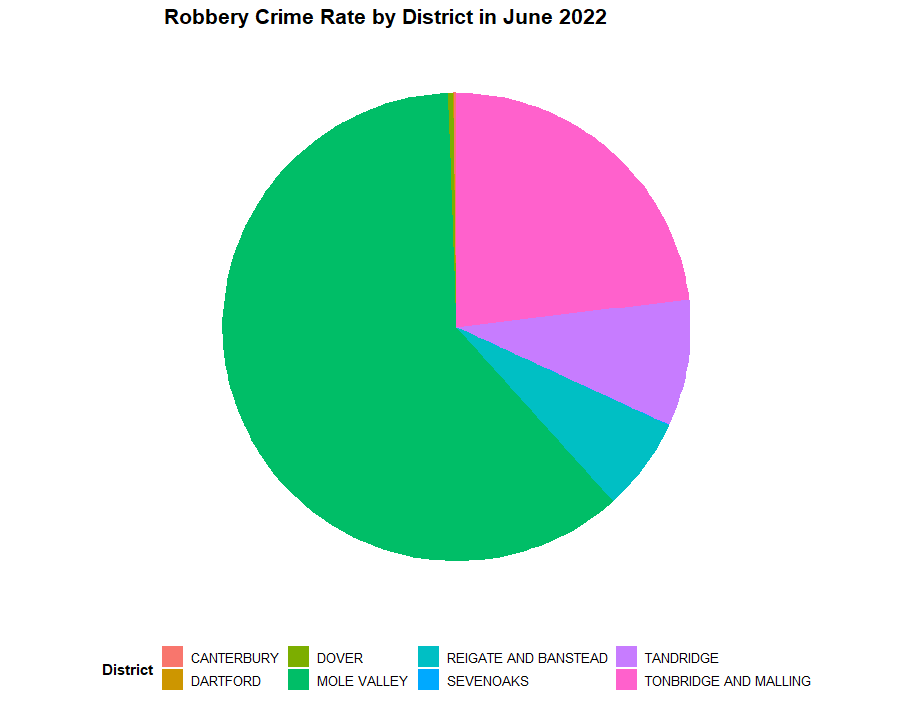 Robbery Crime Rate by District in June 2022
District
CANTERBURY DOVER REIGATE AND BANSTEAD TANDRIDGE
DARTFORD MOLE VALLEY SEVENOAKS TONBRIDGE AND MALLING